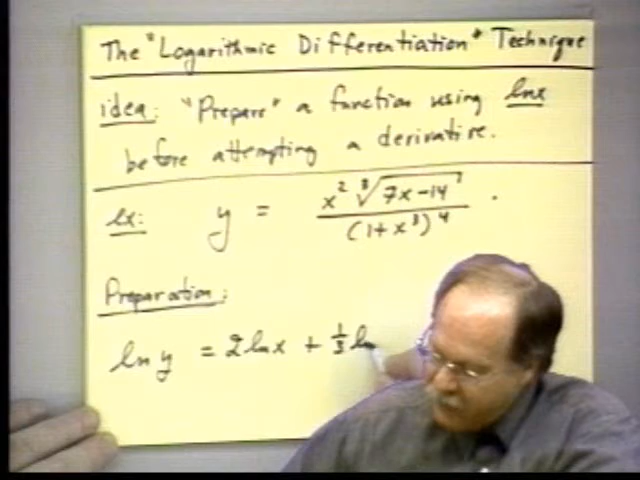 The "Logarithmic Differentiation" Technique
idea: "Prepare" a function using lnx
before attempting a derivative.
ex: y = x² ∛(7x-14) / (1+x³)⁴ .
Preparation:
ln y = 2 ln x + 1/3 ln